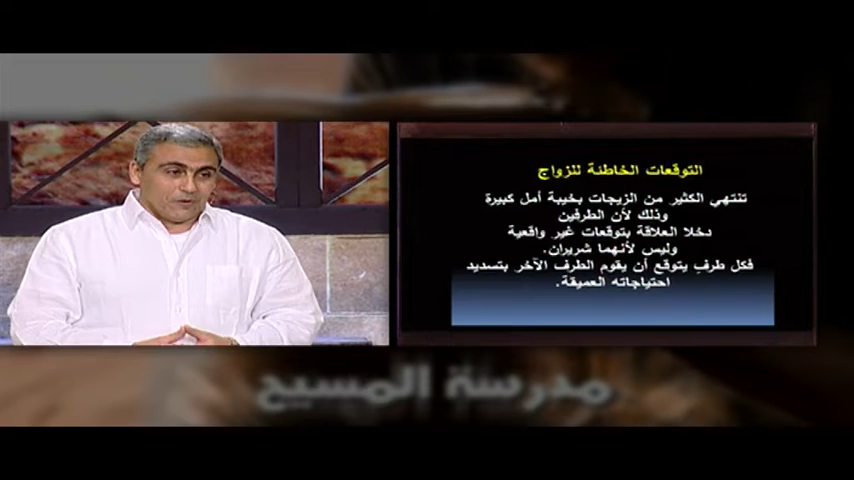 التوقعات الخاطئة للزواج
تنتهي الكثير من الزيجات بخيبة أمل كبيرة
وذلك لأن الطرفين
دخلا العلاقة بتوقعات غير واقعية
وليس لأنهما شريران.
فكل طرفٍ يتوقع أن يقوم الطرف الآخر بتسديد
احتياجاته العميقة.
مدرسة المسيح